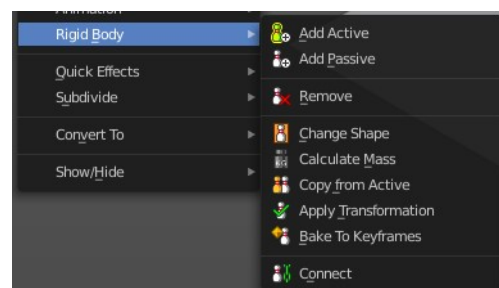 Animation
Rigid Body
Quick Effects
Subdivide
Convert To
Show/Hide
Add Active
Add Passive
Remove
Change Shape
Calculate Mass
Copy from Active
Apply Transformation
Bake To Keyframes
Connect